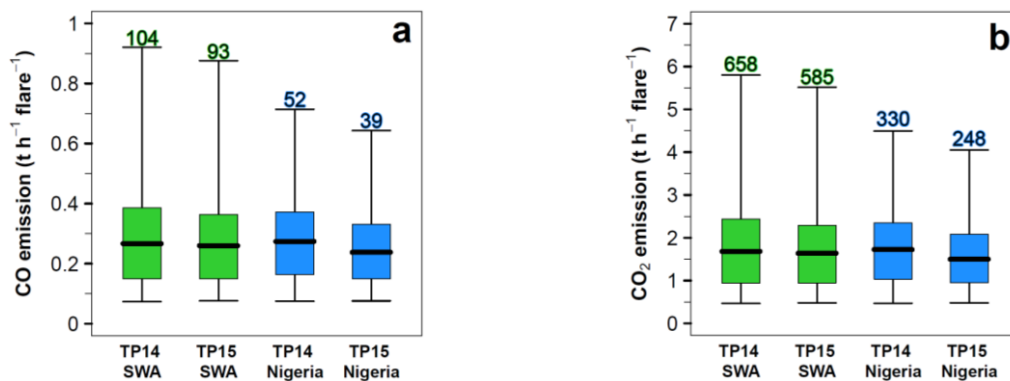 a
CO emission (t h⁻¹ flare⁻¹)
1
0.8
0.6
0.4
0.2
0
104
93
52
39
TP14 TP15 TP14 TP15
SWA SWA Nigeria Nigeria
b
CO₂ emission (t h⁻¹ flare⁻¹)
7
6
5
4
3
2
1
0
658
585
330
248
TP14 TP15 TP14 TP15
SWA SWA Nigeria Nigeria